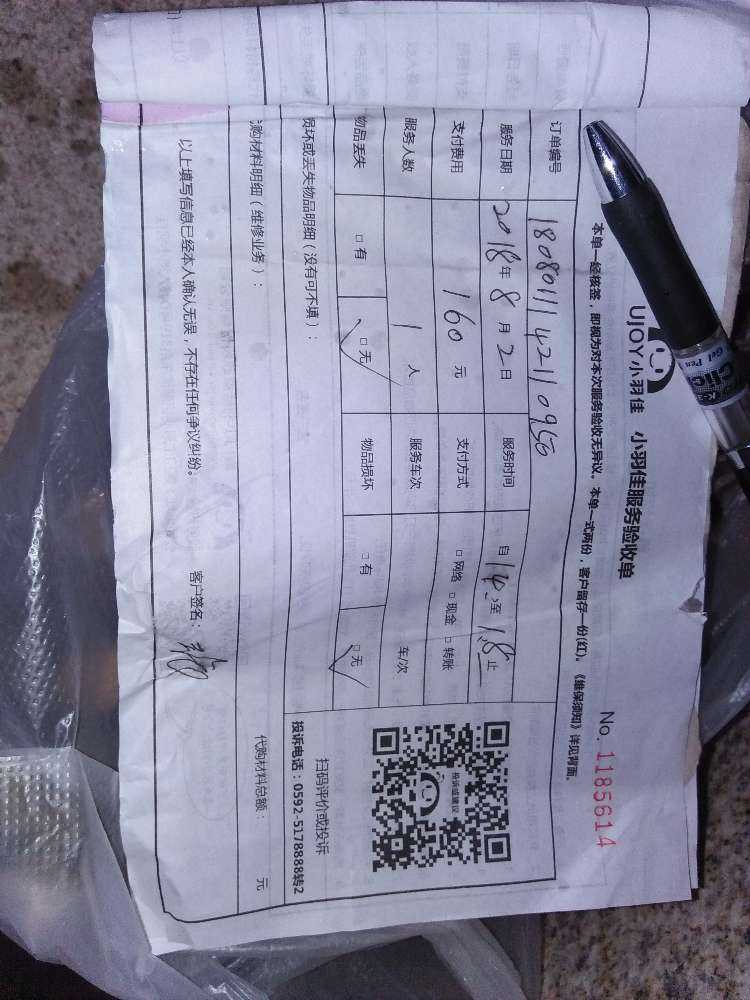 UJOY小羽佳 小羽佳服务验收单
No. 1185614
本单一经核签，即视为对本次服务验收无异议。本单一式两份，客户留存一份(红)。《维保须知》详见背面。
订单编号 1808011142110950
服务日期 2018年8月2日 服务时间 自14至18止
支付费用 160元 支付方式 □网络 □现金 □转账
服务人数 1人 服务车次 车/次
物品丢失 □有 □无 物品损坏 □有 □无
损坏或丢失物品明细（没有可不填）：
投诉或建议
扫码评价或投诉
投诉电话：0592-5178888转2
代购材料明细（维修业务）：
代购材料总额： 元
以上填写信息已经本人确认无误，不存在任何争议纠纷。 客户签名：
Gel Pen
Clic